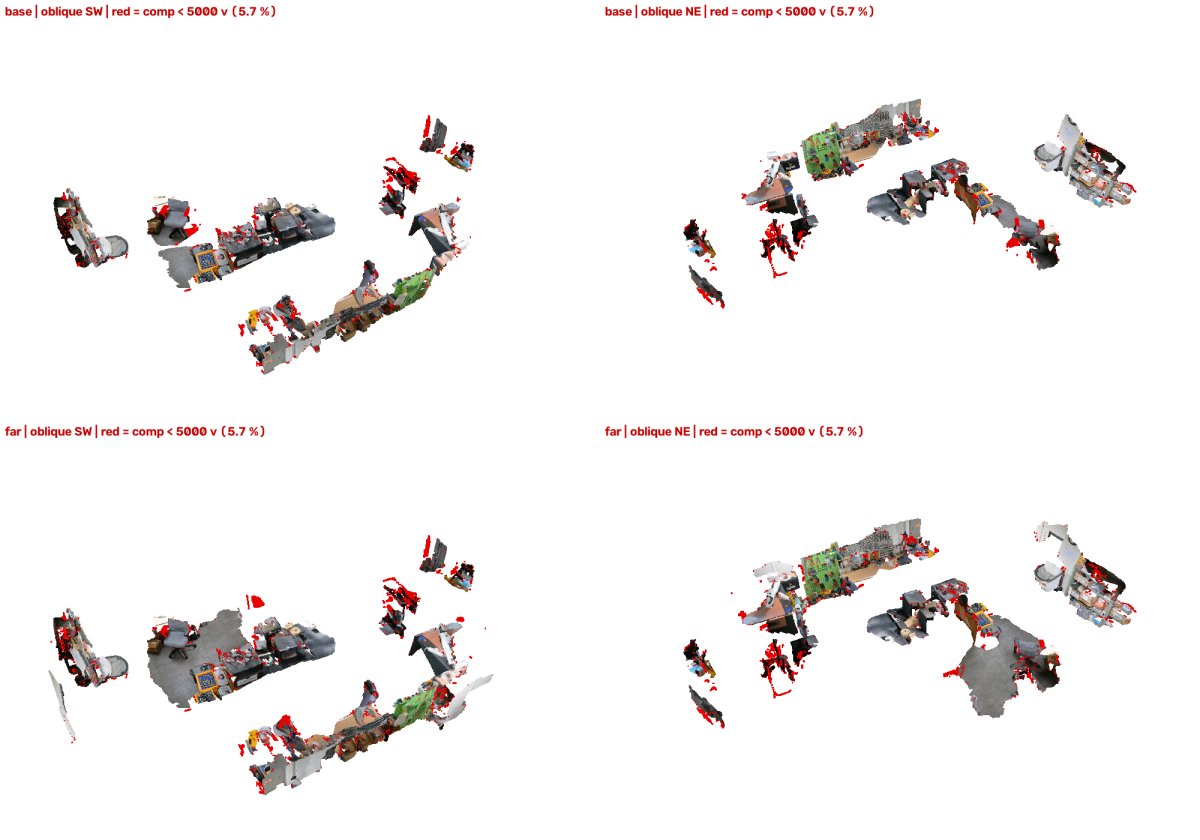 base | oblique SW | red = comp < 5000 v (5.7 %)
base | oblique NE | red = comp < 5000 v (5.7 %)
far | oblique SW | red = comp < 5000 v (5.7 %)
far | oblique NE | red = comp < 5000 v (5.7 %)